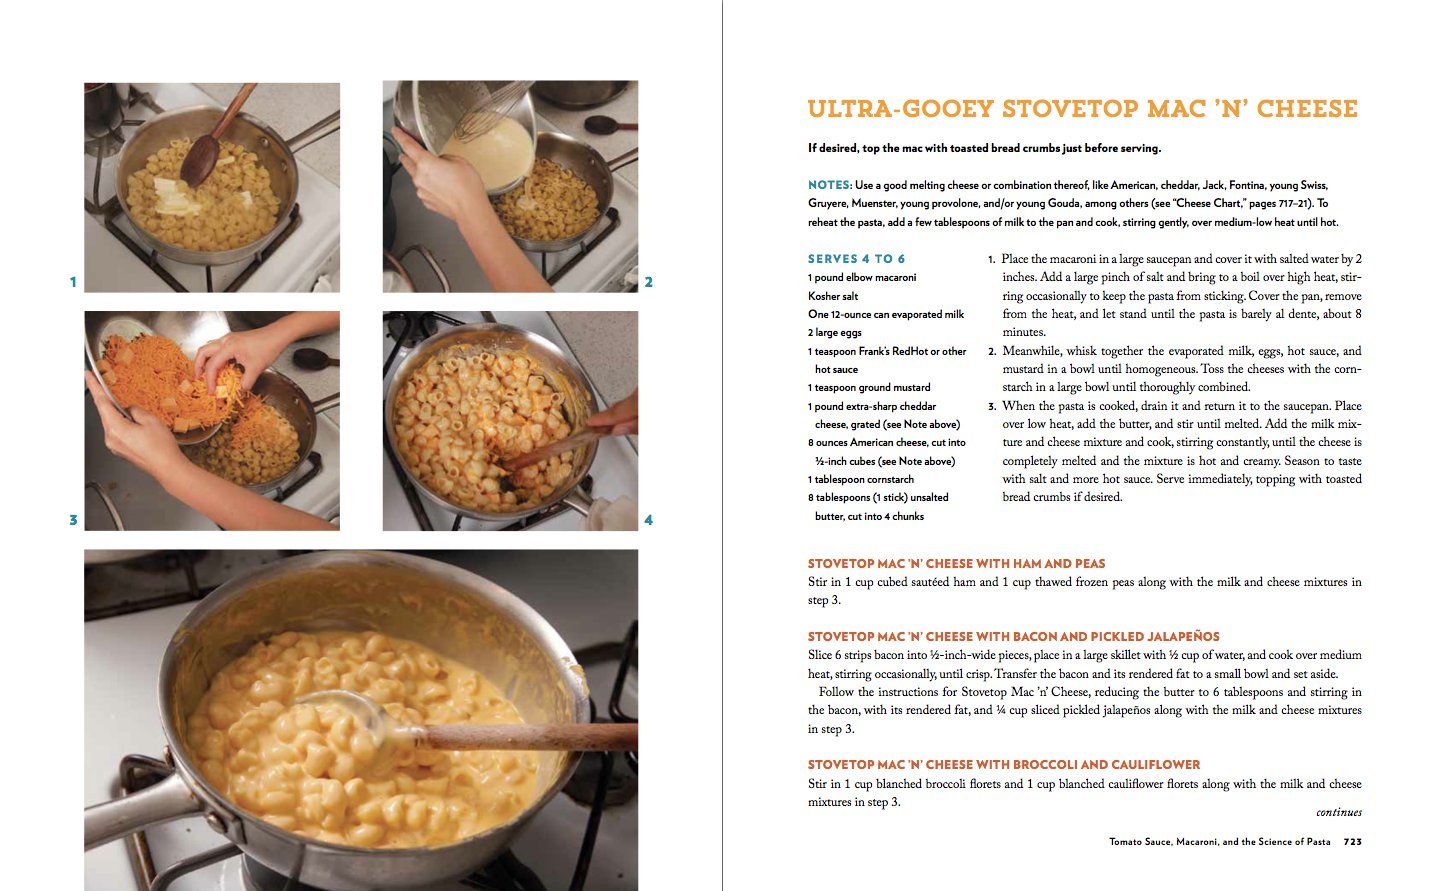 1
2
3
4
ULTRA-GOOEY STOVETOP MAC ’N’ CHEESE
If desired, top the mac with toasted bread crumbs just before serving.
NOTES: Use a good melting cheese or combination thereof, like American, cheddar, Jack, Fontina, young Swiss,
Gruyere, Muenster, young provolone, and/or young Gouda, among others (see “Cheese Chart,” pages 717–21). To
reheat the pasta, add a few tablespoons of milk to the pan and cook, stirring gently, over medium-low heat until hot.
SERVES 4 TO 6
1 pound elbow macaroni
Kosher salt
One 12-ounce can evaporated milk
2 large eggs
1 teaspoon Frank’s RedHot or other
hot sauce
1 teaspoon ground mustard
1 pound extra-sharp cheddar
cheese, grated (see Note above)
8 ounces American cheese, cut into
½-inch cubes (see Note above)
1 tablespoon cornstarch
8 tablespoons (1 stick) unsalted
butter, cut into 4 chunks
1. Place the macaroni in a large saucepan and cover it with salted water by 2
inches. Add a large pinch of salt and bring to a boil over high heat, stir-
ring occasionally to keep the pasta from sticking. Cover the pan, remove
from the heat, and let stand until the pasta is barely al dente, about 8
minutes.
2. Meanwhile, whisk together the evaporated milk, eggs, hot sauce, and
mustard in a bowl until homogeneous. Toss the cheeses with the corn-
starch in a large bowl until thoroughly combined.
3. When the pasta is cooked, drain it and return it to the saucepan. Place
over low heat, add the butter, and stir until melted. Add the milk mix-
ture and cheese mixture and cook, stirring constantly, until the cheese is
completely melted and the mixture is hot and creamy. Season to taste
with salt and more hot sauce. Serve immediately, topping with toasted
bread crumbs if desired.
STOVETOP MAC ’N’ CHEESE WITH HAM AND PEAS
Stir in 1 cup cubed sautéed ham and 1 cup thawed frozen peas along with the milk and cheese mixtures in
step 3.
STOVETOP MAC ’N’ CHEESE WITH BACON AND PICKLED JALAPEÑOS
Slice 6 strips bacon into ½-inch-wide pieces, place in a large skillet with ½ cup of water, and cook over medium
heat, stirring occasionally, until crisp. Transfer the bacon and its rendered fat to a small bowl and set aside.
Follow the instructions for Stovetop Mac ’n’ Cheese, reducing the butter to 6 tablespoons and stirring in
the bacon, with its rendered fat, and ¼ cup sliced pickled jalapeños along with the milk and cheese mixtures
in step 3.
STOVETOP MAC ’N’ CHEESE WITH BROCCOLI AND CAULIFLOWER
Stir in 1 cup blanched broccoli florets and 1 cup blanched cauliflower florets along with the milk and cheese
mixtures in step 3.
continues
Tomato Sauce, Macaroni, and the Science of Pasta 723